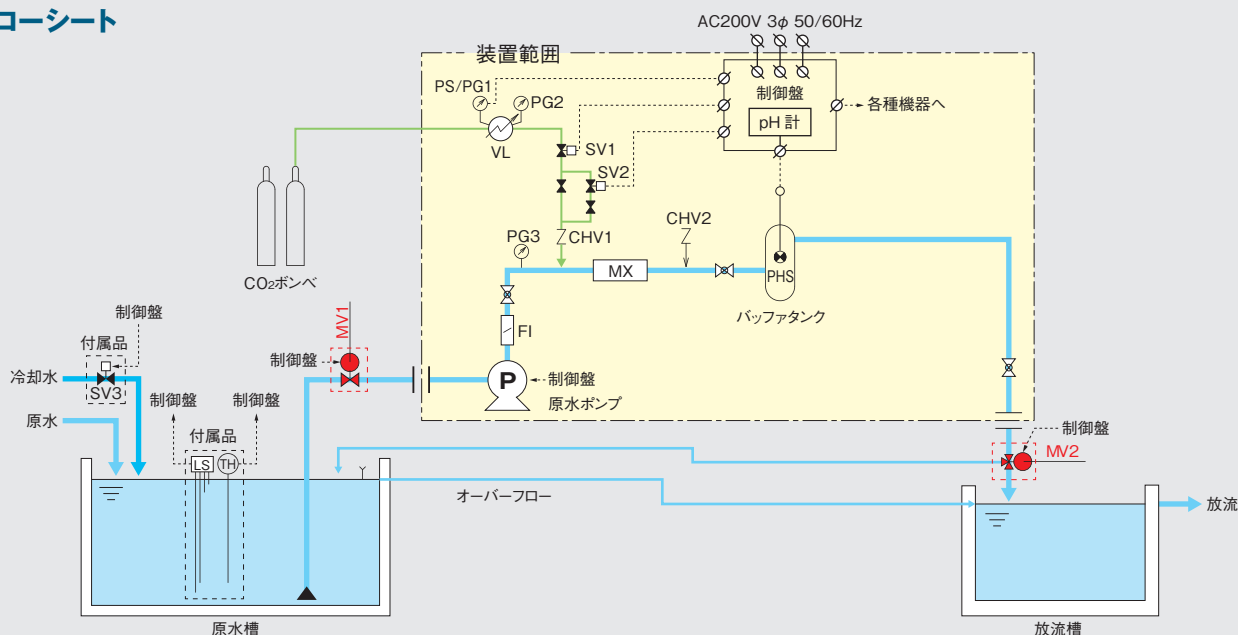 コーシート
AC200V 3φ 50/60Hz
装置範囲
PS/PG1
PG2
制御盤
各種機器へ
pH 計
VL
SV1
SV2
CHV2
PG3
CHV1
MX
PHS
CO2ボンベ
バッファタンク
制御盤
MV1
FI
付属品
制御盤
冷却水
SV3
P
制御盤
原水ポンプ
制御盤
制御盤
原水
付属品
制御盤
LS
TH
MV2
オーバーフロー
放流
原水槽
放流槽